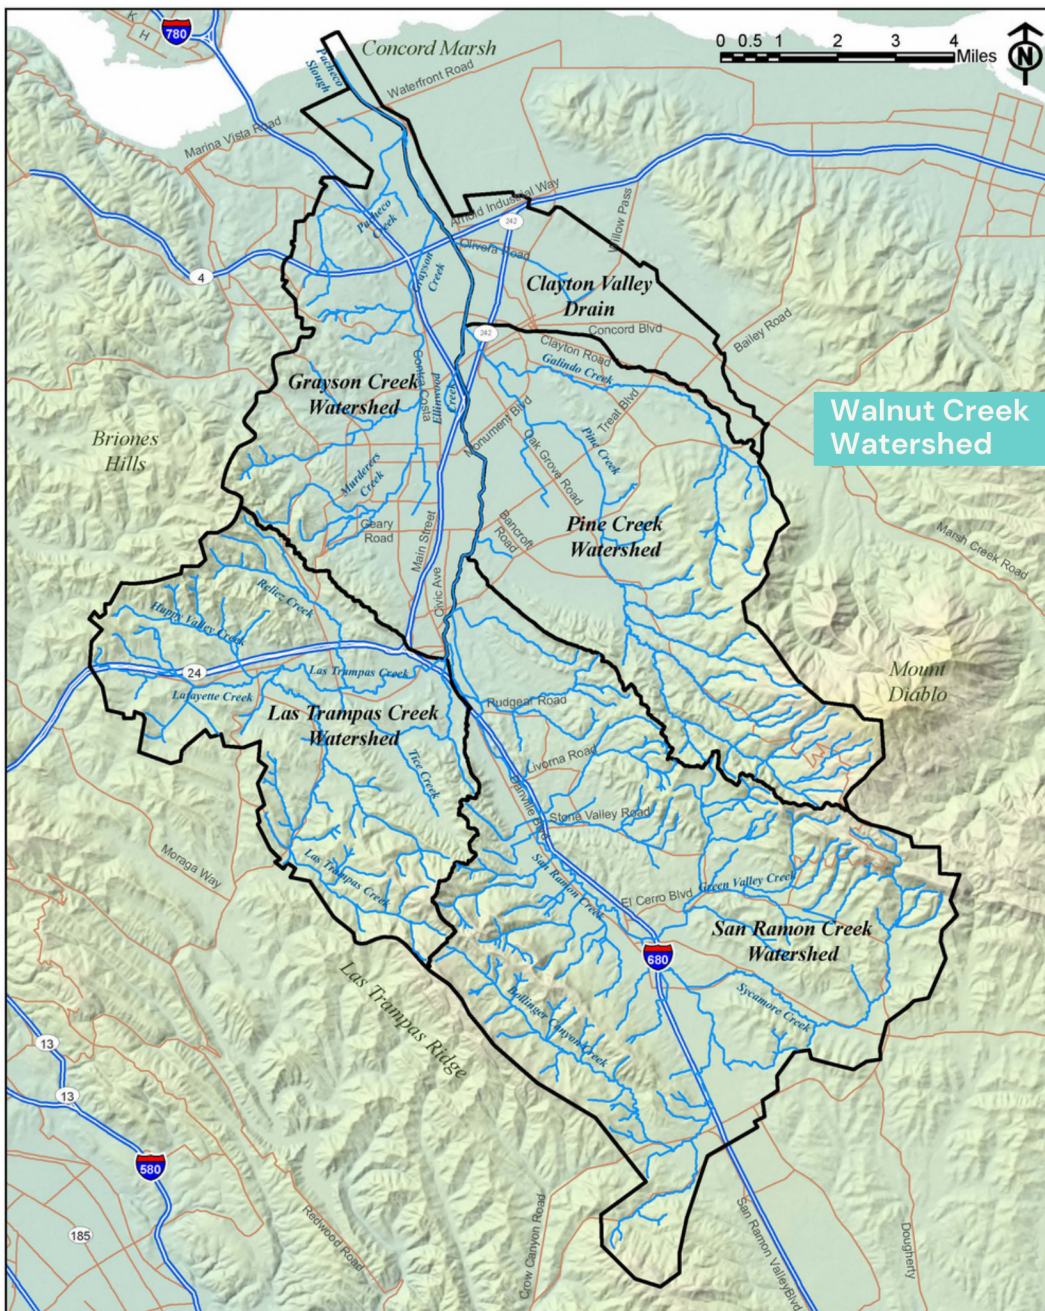 K
H
780
Concord Marsh
Pacheco
Slough
Waterfront Road
Marina Vista Road
0 0.5 1 2 3 4
Miles
N
Arnold Industrial Way
Willow Pass
242
Pacheco
Creek
Olivera Road
Grayson
Creek
4
Clayton Valley
Drain
Concord Blvd
Bailey Road
242
Clayton Road
Galindo Creek
Grayson Creek
Watershed
Contra Costa
Ellinwood
Creek
Treat Blvd
Monument Blvd
Walnut Creek
Watershed
Briones
Hills
Oak Grove Road
Pine Creek
Murderers
Creek
Geary
Road
Main Street
Bancroft
Road
Pine Creek
Watershed
Marsh Creek Road
Civic Ave
Reliez Creek
Happy Valley Creek
24
Las Trampas Creek
Lafayette Creek
Mount
Diablo
Rudgear Road
Las Trampas Creek
Watershed
Tice Creek
Livorna Road
Danville Blvd
Stone Valley Road
Moraga Way
Las Trampas Creek
San Ramon Creek
Green Valley Creek
El Cerro Blvd
San Ramon Creek
Watershed
680
Las Trampas Ridge
Bollinger Canyon Creek
Sycamore Creek
13
13
580
185
Redwood Road
Crow Canyon Road
San Ramon Valley Blvd
Dougherty